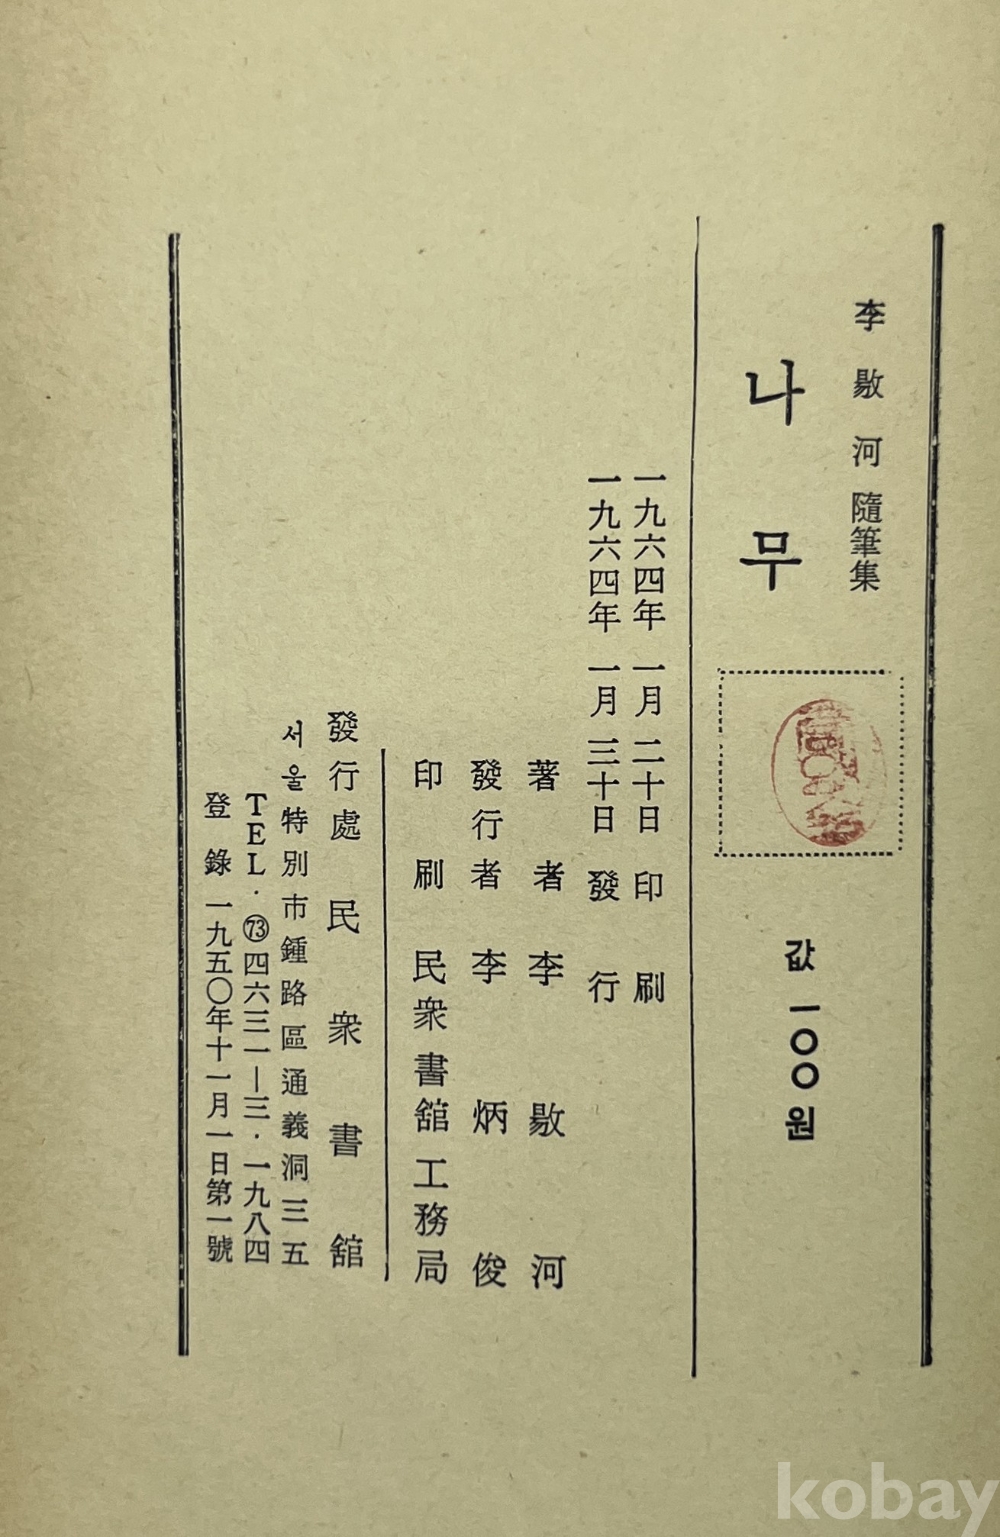 李敭河 隨筆集
나무
값 一〇〇원
一九六四年 一月 二十日 印刷
一九六四年 一月 三十日 發行
著者 李敭河
發行者 李炳俊
印刷 民衆書舘工務局
發行處 民衆書舘
서울特別市鍾路區通義洞三五
TEL·㉓四六三一—三·一九八四
登錄 一九五〇年十一月一日第一號
kobay